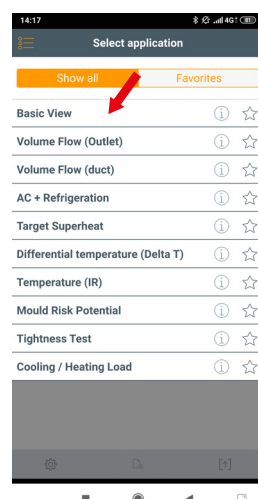 14:17 4G 81
Select application
Show all Favorites
Basic View
Volume Flow (Outlet)
Volume Flow (duct)
AC + Refrigeration
Target Superheat
Differential temperature (Delta T)
Temperature (IR)
Mould Risk Potential
Tightness Test
Cooling / Heating Load